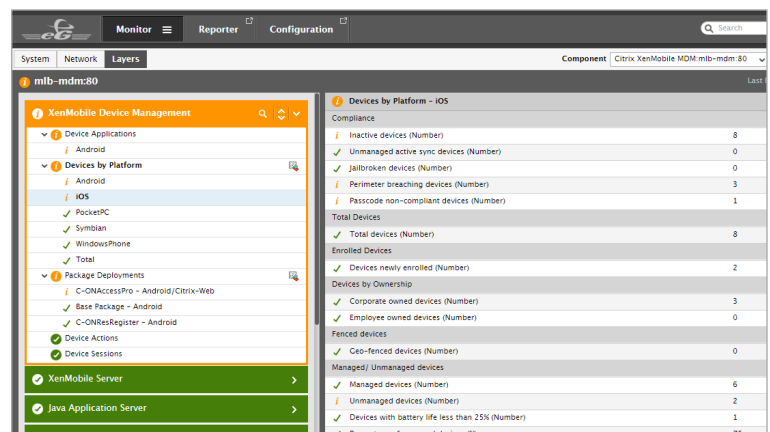 eG
Monitor
Reporter
Configuration
Search
System
Network
Layers
Component
Citrix XenMobile MDM:mlb-mdm:80
mlb-mdm:80
Last
XenMobile Device Management
Device Applications
Android
Devices by Platform
Android
iOS
PocketPC
Symbian
WindowsPhone
Total
Package Deployments
C-ONAccessPro - Android/Citrix-Web
Base Package - Android
C-ONResRegister - Android
Device Actions
Device Sessions
XenMobile Server
Java Application Server
Devices by Platform - iOS
Compliance
Inactive devices (Number) 8
Unmanaged active sync devices (Number) 0
Jailbroken devices (Number) 0
Perimeter breaching devices (Number) 3
Passcode non-compliant devices (Number) 1
Total Devices
Total devices (Number) 8
Enrolled Devices
Devices newly enrolled (Number) 2
Devices by Ownership
Corporate owned devices (Number) 3
Employee owned devices (Number) 0
Fenced devices
Geo-fenced devices (Number) 0
Managed/ Unmanaged devices
Managed devices (Number) 6
Unmanaged devices (Number) 2
Devices with battery life less than 25% (Number) 1